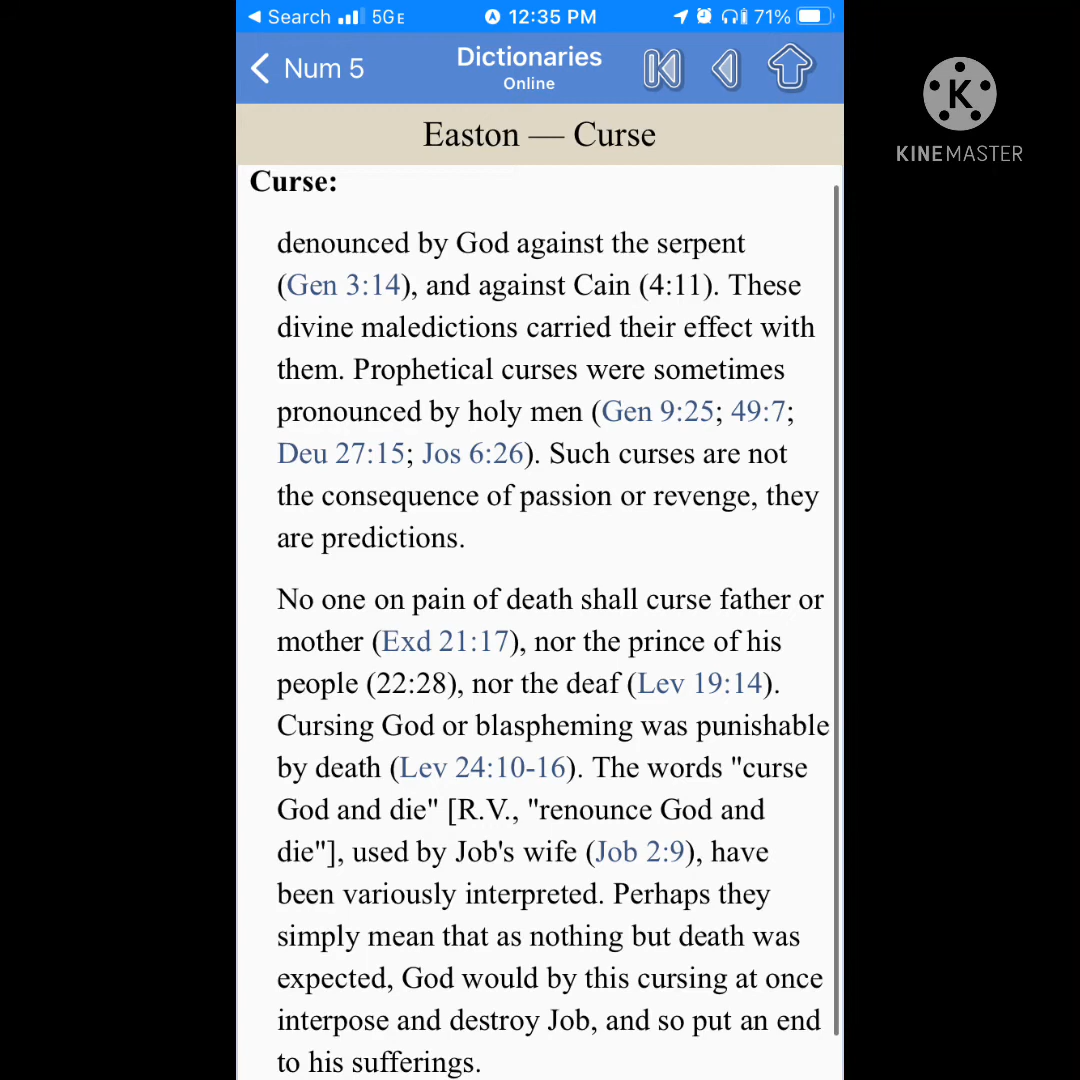 Search 5GE 12:35 PM 71%
Num 5 Dictionaries
Online
K
KINEMASTER
Easton — Curse
Curse:
denounced by God against the serpent
(Gen 3:14), and against Cain (4:11). These
divine maledictions carried their effect with
them. Prophetical curses were sometimes
pronounced by holy men (Gen 9:25; 49:7;
Deu 27:15; Jos 6:26). Such curses are not
the consequence of passion or revenge, they
are predictions.
No one on pain of death shall curse father or
mother (Exd 21:17), nor the prince of his
people (22:28), nor the deaf (Lev 19:14).
Cursing God or blaspheming was punishable
by death (Lev 24:10-16). The words "curse
God and die" [R.V., "renounce God and
die"], used by Job's wife (Job 2:9), have
been variously interpreted. Perhaps they
simply mean that as nothing but death was
expected, God would by this cursing at once
interpose and destroy Job, and so put an end
to his sufferings.